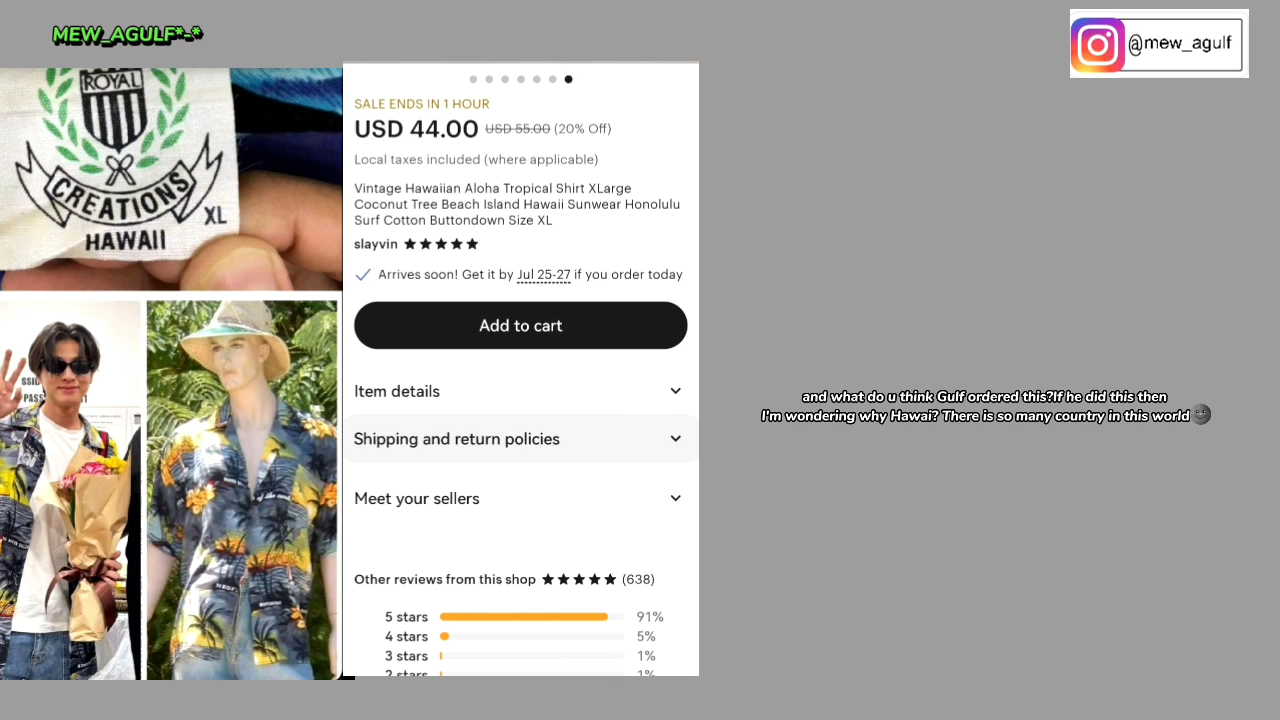 MEW_AGULF*-*
@mew_agulf
ROYAL
CREATIONS
XL
HAWAII
SALE ENDS IN 1 HOUR
USD 44.00 USD 55.00 (20% Off)
Local taxes included (where applicable)
Vintage Hawaiian Aloha Tropical Shirt XLarge
Coconut Tree Beach Island Hawaii Sunwear Honolulu
Surf Cotton Buttondown Size XL
slayvin ★★★★★
Arrives soon! Get it by Jul 25-27 if you order today
Add to cart
Item details
Shipping and return policies
Meet your sellers
Other reviews from this shop ★★★★★ (638)
5 stars 91%
4 stars 5%
3 stars 1%
2 stars 1%
and what do u think Gulf ordered this?If he did this then
I'm wondering why Hawai? There is so many country in this world🌚